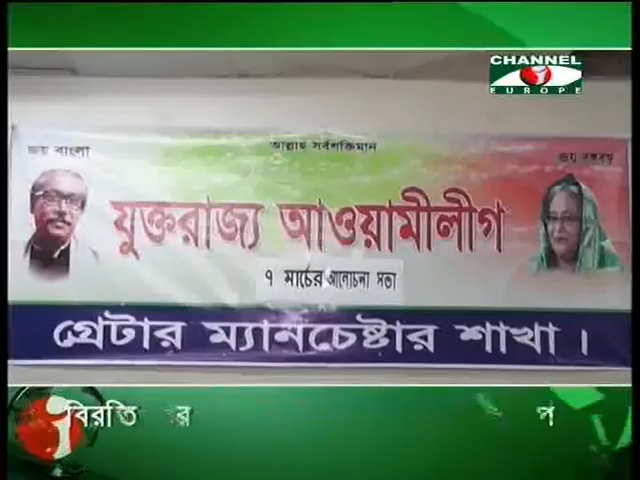 CHANNEL
i
EUROPE
জয় বাংলা
আল্লাহ সর্বশক্তিমান
জয় বঙ্গবন্ধু
যুক্তরাজ্য আওয়ামীলীগ
৭ মার্চের আলোচনা সভা
গ্রেটার ম্যানচেষ্টার শাখা ।
i
বিরতি